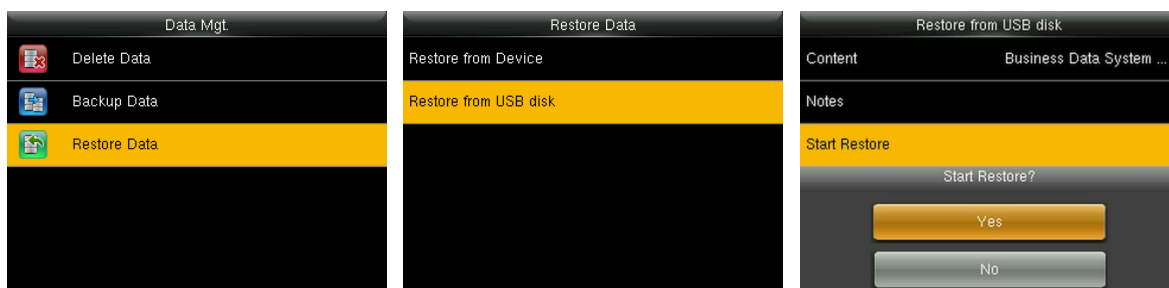 Data Mgt.
Delete Data
Backup Data
Restore Data
Restore Data
Restore from Device
Restore from USB disk
Restore from USB disk
Content Business Data System ...
Notes
Start Restore
Start Restore?
Yes
No